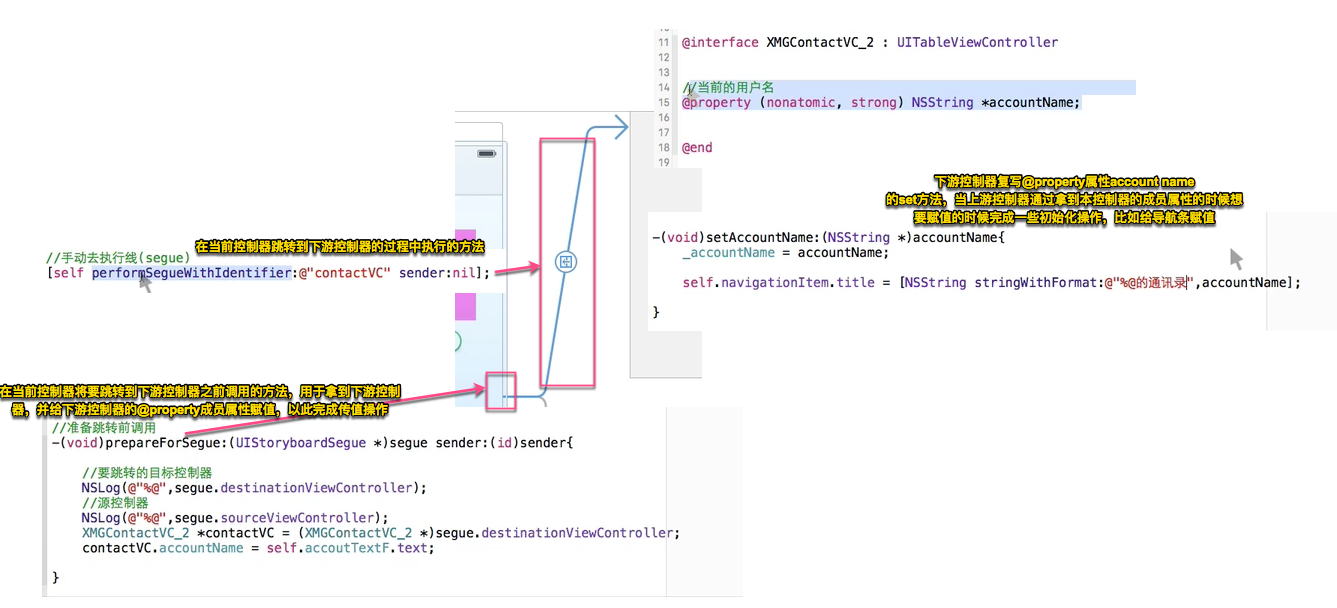 11 @interface XMGContactVC_2 : UITableViewController
12
13
14 //当前的用户名
15 @property (nonatomic, strong) NSString *accountName;
16
17
18 @end
19
下游控制器复写@property属性account name
的set方法，当上游控制器通过拿到本控制器的成员属性的时候想
要赋值的时候完成一些初始化操作，比如给导航条赋值
-(void)setAccountName:(NSString *)accountName{
_accountName = accountName;
self.navigationItem.title = [NSString stringWithFormat:@"%@的通讯录",accountName];
}
在当前控制器跳转到下游控制器的过程中执行的方法
//手动去执行线(segue)
[self performSegueWithIdentifier:@"contactVC" sender:nil];
在当前控制器将要跳转到下游控制器之前调用的方法，用于拿到下游控制
器，并给下游控制器的@property成员属性赋值，以此完成传值操作
//准备跳转前调用
-(void)prepareForSegue:(UIStoryboardSegue *)segue sender:(id)sender{
//要跳转的目标控制器
NSLog(@"%@",segue.destinationViewController);
//源控制器
NSLog(@"%@",segue.sourceViewController);
XMGContactVC_2 *contactVC = (XMGContactVC_2 *)segue.destinationViewController;
contactVC.accountName = self.accoutTextF.text;
}